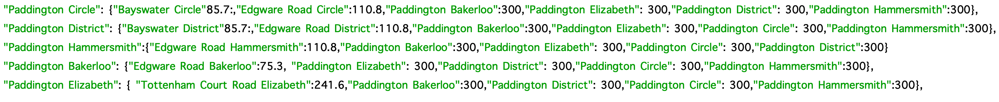 "Paddington Circle": {"Bayswater Circle"85.7:,"Edgware Road Circle":110.8,"Paddington Bakerloo":300,"Paddington Elizabeth": 300,"Paddington District": 300,"Paddington Hammersmith":300},
"Paddington District": {"Bayswater District"85.7:,"Edgware Road District":110.8,"Paddington Bakerloo":300,"Paddington Elizabeth": 300,"Paddington Circle": 300,"Paddington Hammersmith":300},
"Paddington Hammersmith":{"Edgware Road Hammersmith":110.8,"Paddington Bakerloo":300,"Paddington Elizabeth": 300,"Paddington Circle": 300,"Paddington District":300}
"Paddington Bakerloo": {"Edgware Road Bakerloo":75.3, "Paddington Elizabeth": 300,"Paddington District": 300,"Paddington Circle": 300,"Paddington Hammersmith":300},
"Paddington Elizabeth": { "Tottenham Court Road Elizabeth":241.6,"Paddington Bakerloo":300,"Paddington District": 300,"Paddington Circle": 300,"Paddington Hammersmith":300},